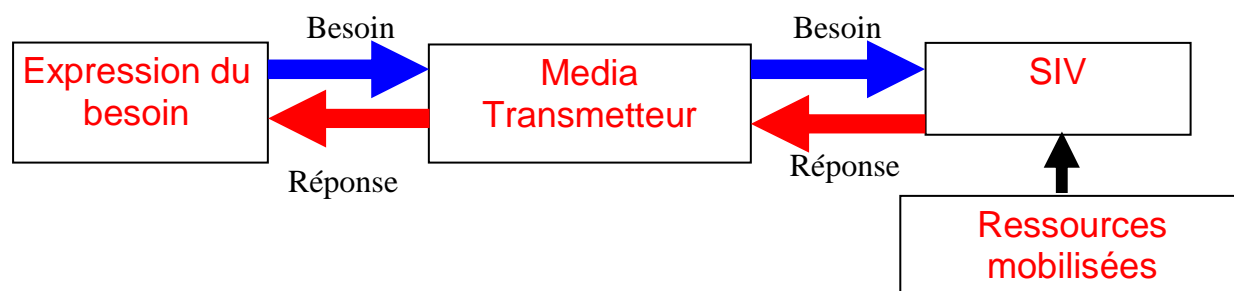 Besoin
Besoin
Expression du
besoin
Media
Transmetteur
SIV
Réponse
Réponse
Ressources
mobilisées